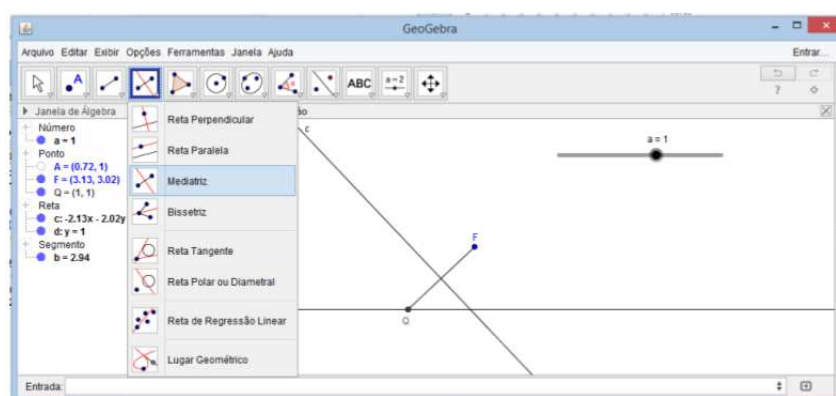 GeoGebra
Arquivo Editar Exibir Opções Ferramentas Janela Ajuda
Entrar...
A
ABC
a=2
?
Janela de Álgebra
Número
a = 1
Ponto
A = (0.72, 1)
F = (3.13, 3.02)
Q = (1, 1)
Reta
c: -2.13x - 2.02y
d: y = 1
Segmento
b = 2.94
Reta Perpendicular
Reta Paralela
Mediatriz
Bissetriz
Reta Tangente
Reta Polar ou Diametral
Reta de Regressão Linear
Lugar Geométrico
c
a = 1
F
Q
Entrada: